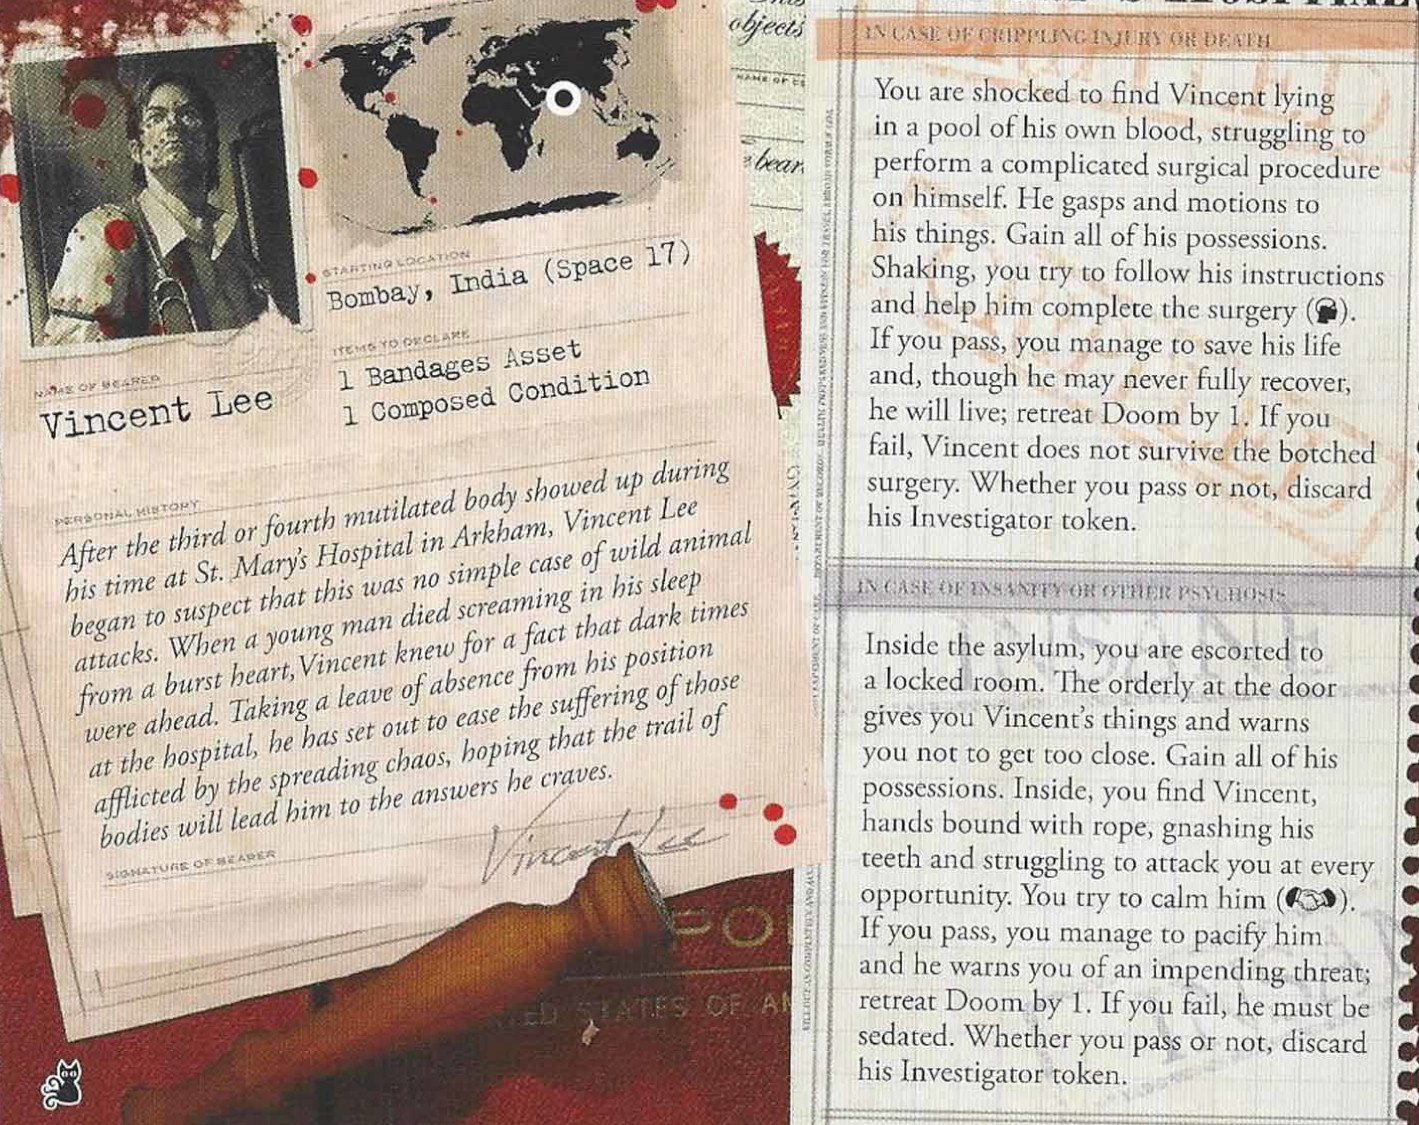 STARTING LOCATION
Bombay, India (Space 17)
ITEMS TO DECLARE
1 Bandages Asset
1 Composed Condition
NAME OF BEARER
Vincent Lee
PERSONAL HISTORY
After the third or fourth mutilated body showed up during
his time at St. Mary's Hospital in Arkham, Vincent Lee
began to suspect that this was no simple case of wild animal
attacks. When a young man died screaming in his sleep
from a burst heart, Vincent knew for a fact that dark times
were ahead. Taking a leave of absence from his position
at the hospital, he has set out to ease the suffering of those
afflicted by the spreading chaos, hoping that the trail of
bodies will lead him to the answers he craves.
SIGNATURE OF BEARER
Vincent Lee
objects
bear
STATES OF
IN CASE OF CRIPPLING INJURY OR DEATH
You are shocked to find Vincent lying
in a pool of his own blood, struggling to
perform a complicated surgical procedure
on himself. He gasps and motions to
his things. Gain all of his possessions.
Shaking, you try to follow his instructions
and help him complete the surgery ( ).
If you pass, you manage to save his life
and, though he may never fully recover,
he will live; retreat Doom by 1. If you
fail, Vincent does not survive the botched
surgery. Whether you pass or not, discard
his Investigator token.
IN CASE OF INSANITY OR OTHER PSYCHOSIS
Inside the asylum, you are escorted to
a locked room. The orderly at the door
gives you Vincent's things and warns
you not to get too close. Gain all of his
possessions. Inside, you find Vincent,
hands bound with rope, gnashing his
teeth and struggling to attack you at every
opportunity. You try to calm him ( ).
If you pass, you manage to pacify him
and he warns you of an impending threat;
retreat Doom by 1. If you fail, he must be
sedated. Whether you pass or not, discard
his Investigator token.